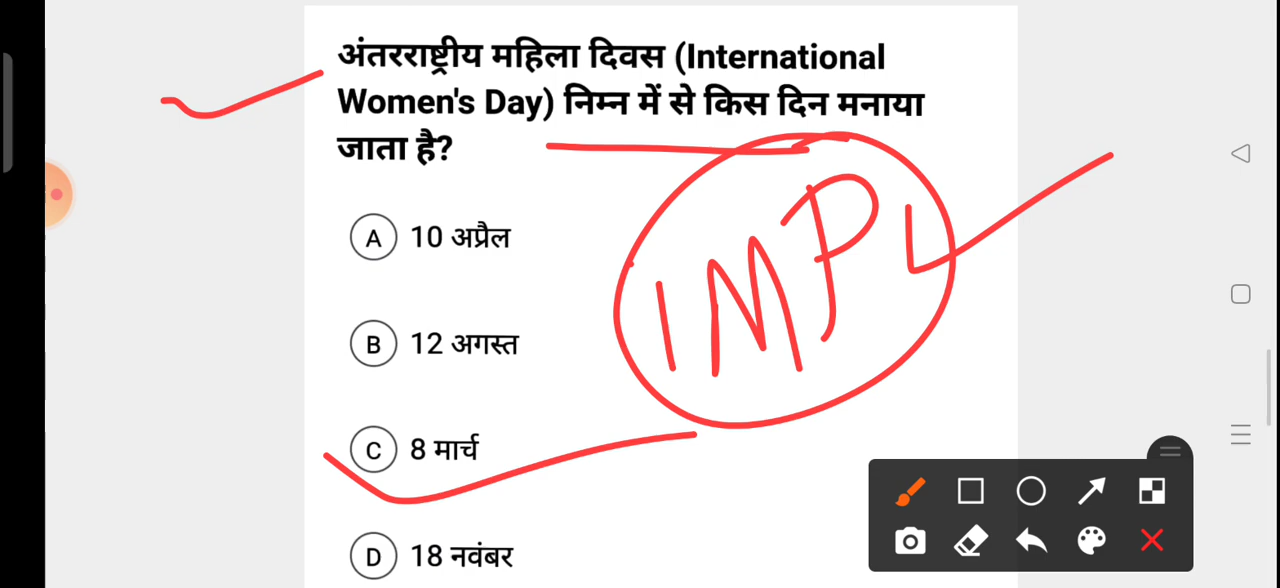 अंतरराष्ट्रीय महिला दिवस (International
Women's Day) निम्न में से किस दिन मनाया
जाता है?
A 10 अप्रैल
B 12 अगस्त
C 8 मार्च
D 18 नवंबर
IMP